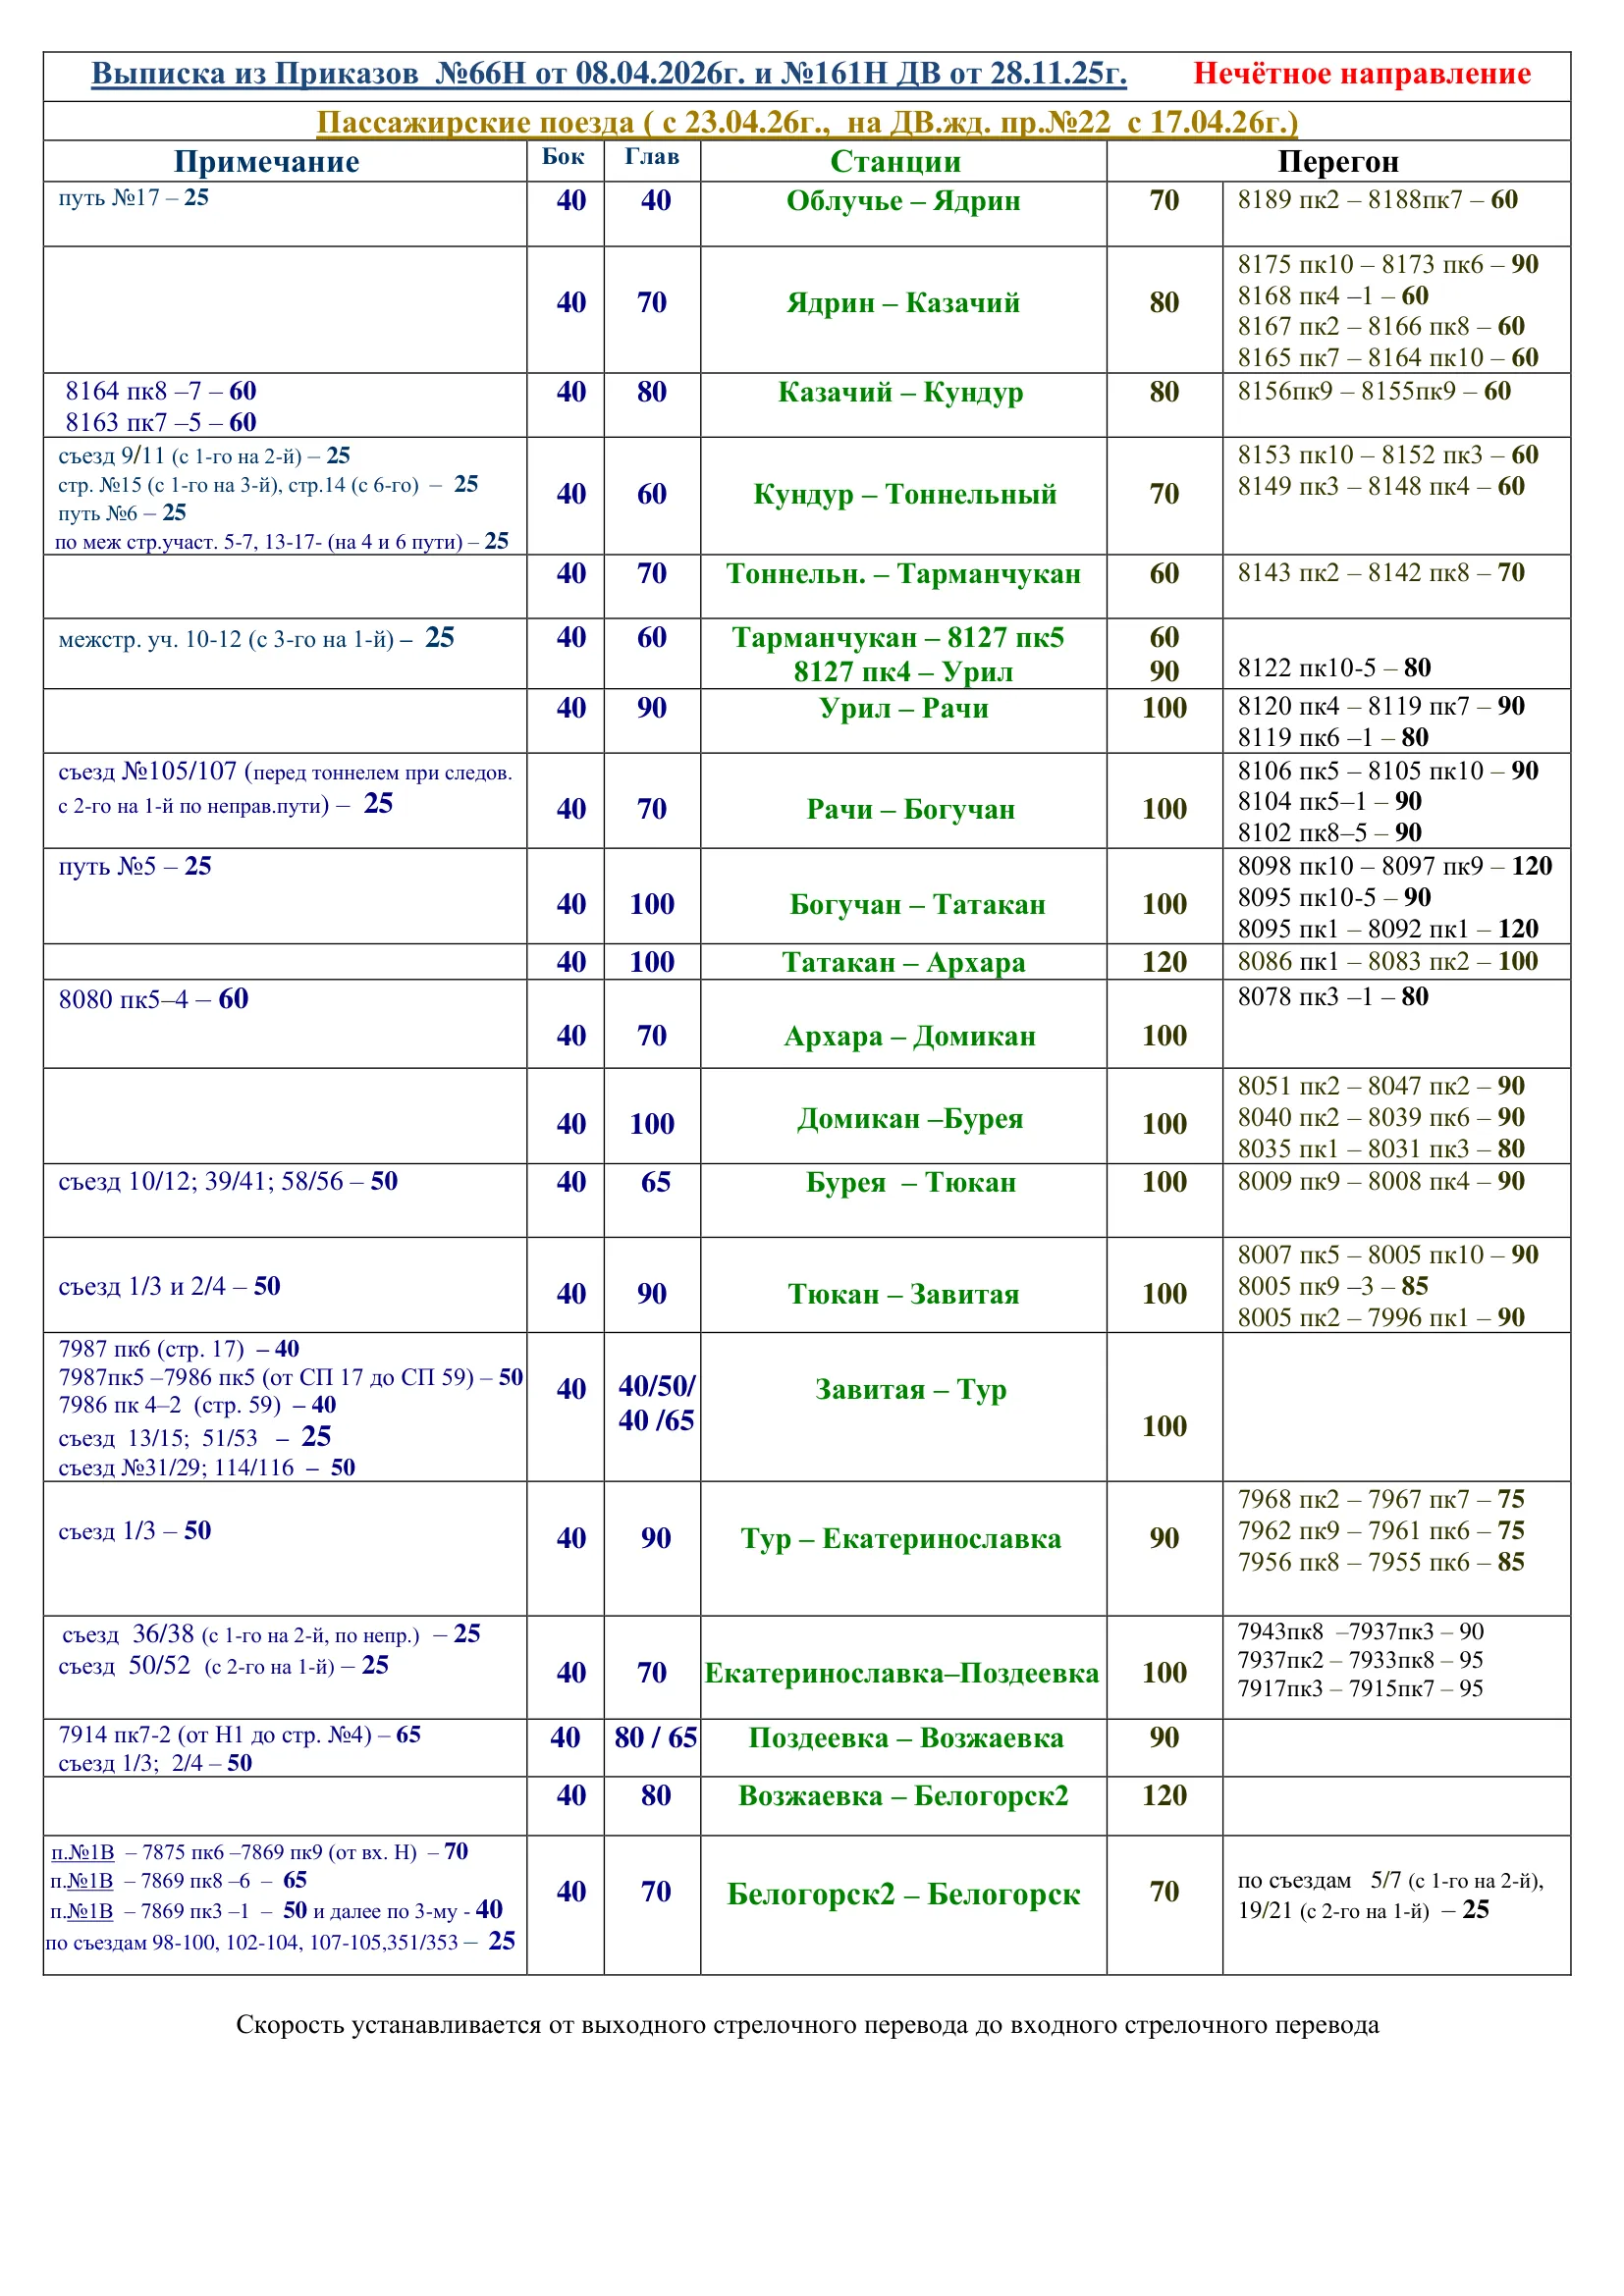 Выписка из Приказов №66Н от 08.04.2026г. и №161Н ДВ от 28.11.25г. Нечётное направление
Пассажирские поезда ( с 23.04.26г., на ДВ.жд. пр.№22 с 17.04.26г.)
Примечание Бок Глав Станции Перегон
путь №17 – 25 40 40 Облучье – Ядрин 70 8189 пк2 – 8188пк7 – 60
8175 пк10 – 8173 пк6 – 90
40 70 Ядрин – Казачий 80 8168 пк4 –1 – 60
8167 пк2 – 8166 пк8 – 60
8165 пк7 – 8164 пк10 – 60
8164 пк8 –7 – 60 40 80 Казачий – Кундур 80 8156пк9 – 8155пк9 – 60
8163 пк7 –5 – 60
съезд 9/11 (с 1-го на 2-й) – 25 8153 пк10 – 8152 пк3 – 60
стр. №15 (с 1-го на 3-й), стр.14 (с 6-го) – 25 40 60 Кундур – Тоннельный 70 8149 пк3 – 8148 пк4 – 60
путь №6 – 25
по меж стр.участ. 5-7, 13-17- (на 4 и 6 пути) – 25
40 70 Тоннельн. – Тарманчукан 60 8143 пк2 – 8142 пк8 – 70
межстр. уч. 10-12 (с 3-го на 1-й) – 25 40 60 Тарманчукан – 8127 пк5 60
8127 пк4 – Урил 90 8122 пк10-5 – 80
40 90 Урил – Рачи 100 8120 пк4 – 8119 пк7 – 90
8119 пк6 –1 – 80
съезд №105/107 (перед тоннелем при следов. 8106 пк5 – 8105 пк10 – 90
с 2-го на 1-й по неправ.пути) – 25 40 70 Рачи – Богучан 100 8104 пк5–1 – 90
8102 пк8–5 – 90
путь №5 – 25 8098 пк10 – 8097 пк9 – 120
40 100 Богучан – Татакан 100 8095 пк10-5 – 90
8095 пк1 – 8092 пк1 – 120
40 100 Татакан – Архара 120 8086 пк1 – 8083 пк2 – 100
8080 пк5–4 – 60 8078 пк3 –1 – 80
40 70 Архара – Домикан 100
8051 пк2 – 8047 пк2 – 90
40 100 Домикан –Бурея 100 8040 пк2 – 8039 пк6 – 90
8035 пк1 – 8031 пк3 – 80
съезд 10/12; 39/41; 58/56 – 50 40 65 Бурея – Тюкан 100 8009 пк9 – 8008 пк4 – 90
8007 пк5 – 8005 пк10 – 90
съезд 1/3 и 2/4 – 50 40 90 Тюкан – Завитая 100 8005 пк9 –3 – 85
8005 пк2 – 7996 пк1 – 90
7987 пк6 (стр. 17) – 40
7987пк5 –7986 пк5 (от СП 17 до СП 59) – 50 40 40/50/ Завитая – Тур
7986 пк 4–2 (стр. 59) – 40 40 /65
съезд 13/15; 51/53 – 25 100
съезд №31/29; 114/116 – 50
7968 пк2 – 7967 пк7 – 75
съезд 1/3 – 50 40 90 Тур – Екатеринославка 90 7962 пк9 – 7961 пк6 – 75
7956 пк8 – 7955 пк6 – 85
съезд 36/38 (с 1-го на 2-й, по непр.) – 25 7943пк8 –7937пк3 – 90
съезд 50/52 (с 2-го на 1-й) – 25 40 70 Екатеринославка–Поздеевка 100 7937пк2 – 7933пк8 – 95
7917пк3 – 7915пк7 – 95
7914 пк7-2 (от Н1 до стр. №4) – 65 40 80 / 65 Поздеевка – Возжаевка 90
съезд 1/3; 2/4 – 50
40 80 Возжаевка – Белогорск2 120
п.№1В – 7875 пк6 –7869 пк9 (от вх. Н) – 70
п.№1В – 7869 пк8 –6 – 65 40 70 Белогорск2 – Белогорск 70 по съездам 5/7 (с 1-го на 2-й),
п.№1В – 7869 пк3 –1 – 50 и далее по 3-му - 40 19/21 (с 2-го на 1-й) – 25
по съездам 98-100, 102-104, 107-105,351/353 – 25
Скорость устанавливается от выходного стрелочного перевода до входного стрелочного перевода